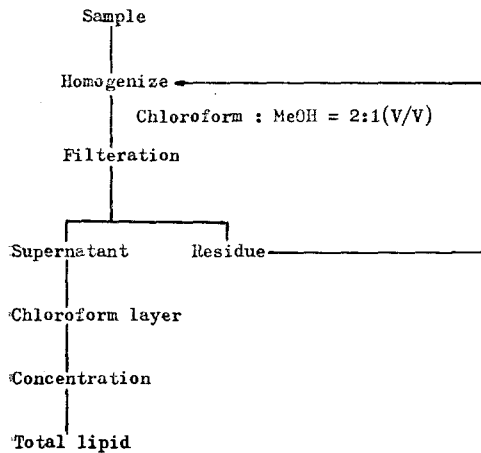 Sample
Homogenize
Chloroform : MeOH = 2:1(V/V)
Filteration
Supernatant Residue
Chloroform layer
Concentration
Total lipid